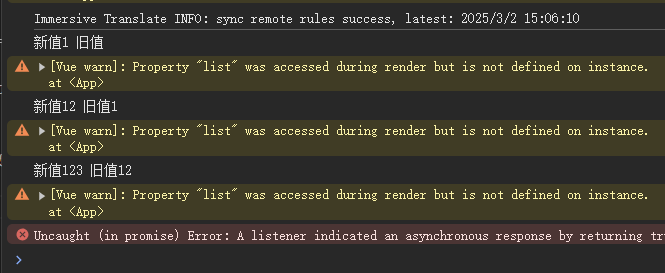 Immersive Translate INFO: sync remote rules success, latest: 2025/3/2 15:06:10
新值1 旧值
[Vue warn]: Property "list" was accessed during render but is not defined on instance.
at <App>
新值12 旧值1
[Vue warn]: Property "list" was accessed during render but is not defined on instance.
at <App>
新值123 旧值12
[Vue warn]: Property "list" was accessed during render but is not defined on instance.
at <App>
Uncaught (in promise) Error: A listener indicated an asynchronous response by returning tr